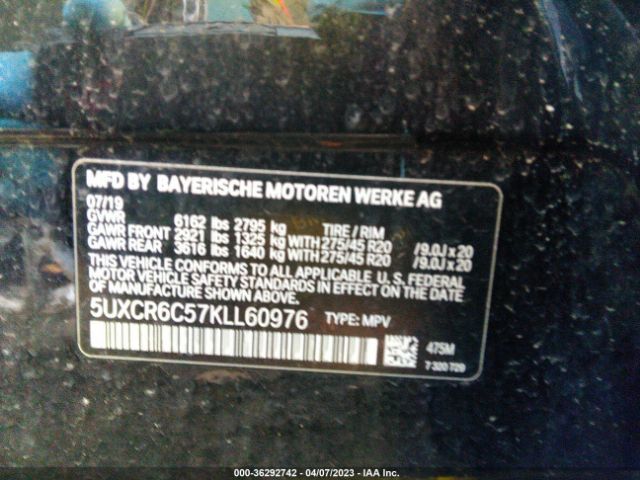 MFD BY BAYERISCHE MOTOREN WERKE AG
07/19
GVWR 6162 lbs 2795 kg TIRE / RIM
GAWR FRONT 2921 lbs 1325 kg WITH 275/45 R20 /9.0J x 20
GAWR REAR 3616 lbs 1640 kg WITH 275/45 R20 /9.0J x 20
THIS VEHICLE CONFORMS TO ALL APPLICABLE U.S. FEDERAL
MOTOR VEHICLE SAFETY STANDARDS IN EFFECT ON THE DATE
OF MANUFACTURE SHOWN ABOVE.
5UXCR6C57KLL60976 TYPE: MPV
475M
7 320 729
000-36292742 - 04/07/2023 - IAA Inc.